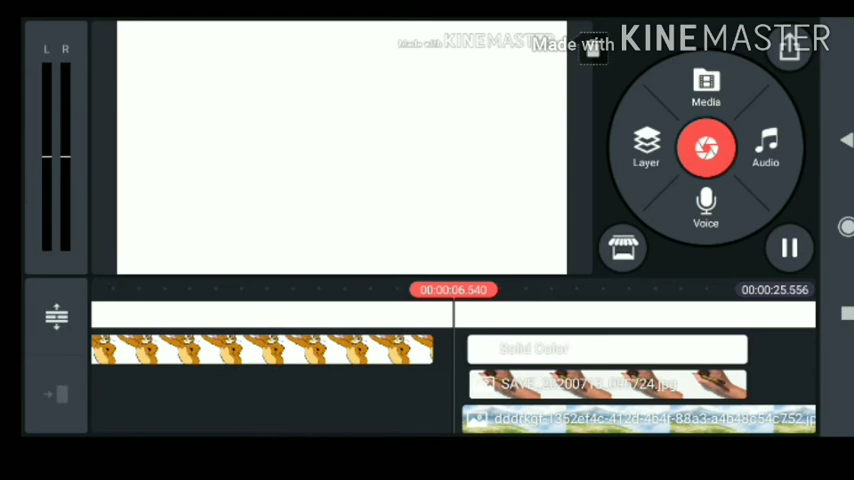 L R
Made with KINEMASTER
Made with KINEMASTER
Media
Layer
Audio
Voice
00:00:06.540
00:00:25.556
Solid Color